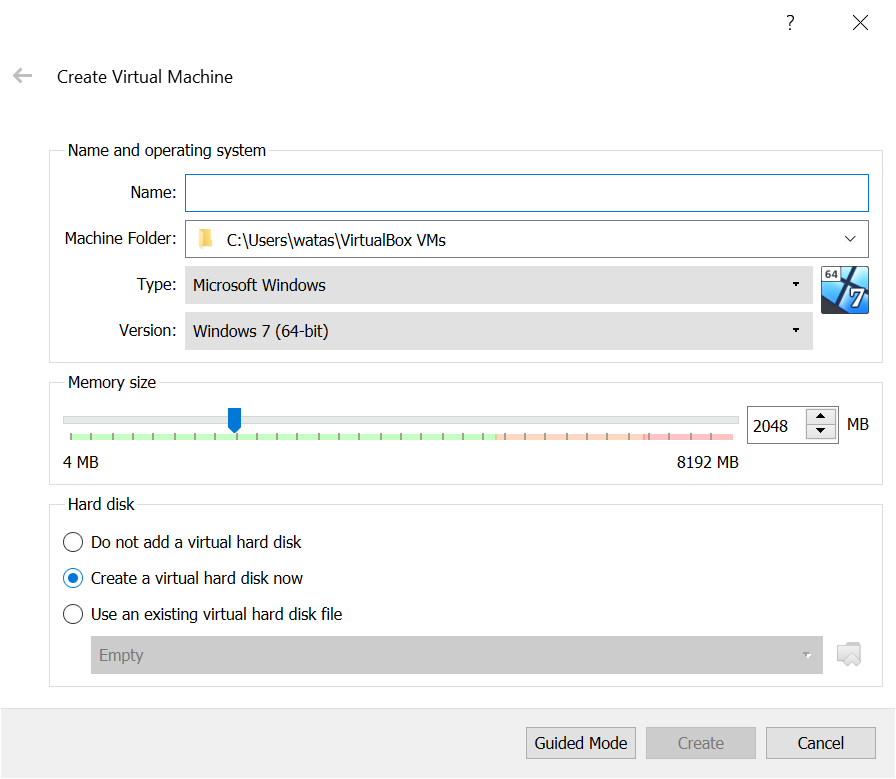 ?
Create Virtual Machine
Name and operating system
Name:
Machine Folder: C:\Users\watas\VirtualBox VMs
Type: Microsoft Windows
64
7
Version: Windows 7 (64-bit)
Memory size
2048 MB
4 MB 8192 MB
Hard disk
Do not add a virtual hard disk
Create a virtual hard disk now
Use an existing virtual hard disk file
Empty
Guided Mode Create Cancel